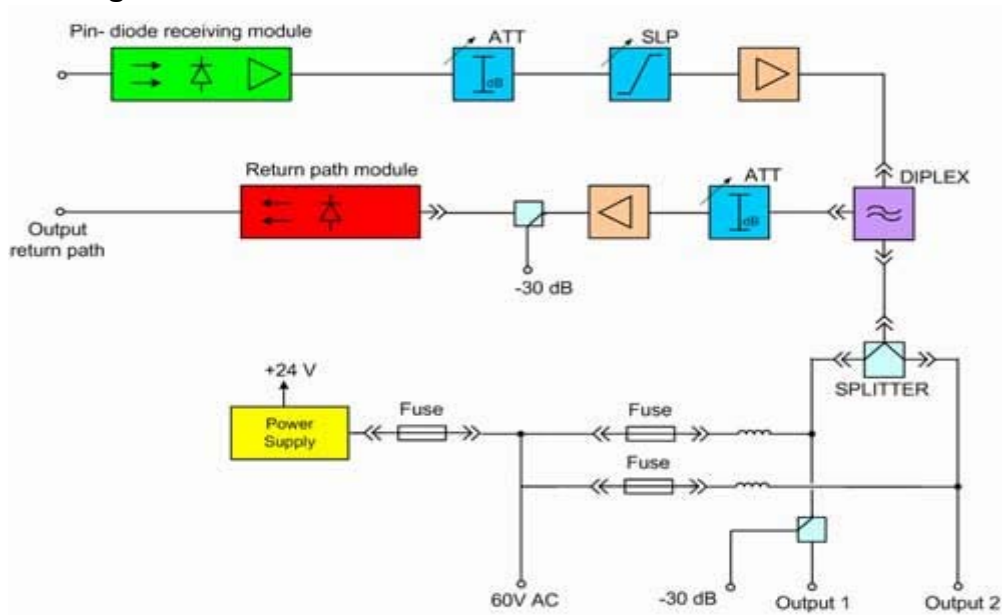 Pin- diode receiving module
ATT
SLP
dB
Return path module
ATT
DIPLEX
dB
Output
return path
-30 dB
+24 V
SPLITTER
Power
Supply
Fuse
Fuse
Fuse
60V AC
-30 dB
Output 1
Output 2